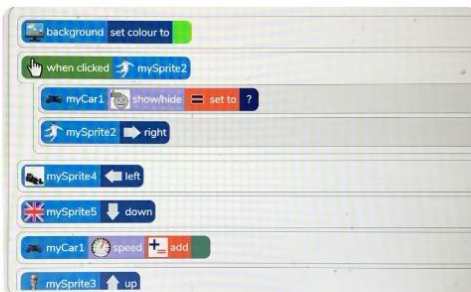 background set colour to
when clicked mySprite2
myCar1 show/hide = set to ?
mySprite2 right
mySprite4 left
mySprite5 down
myCar1 speed add
mySprite3 up